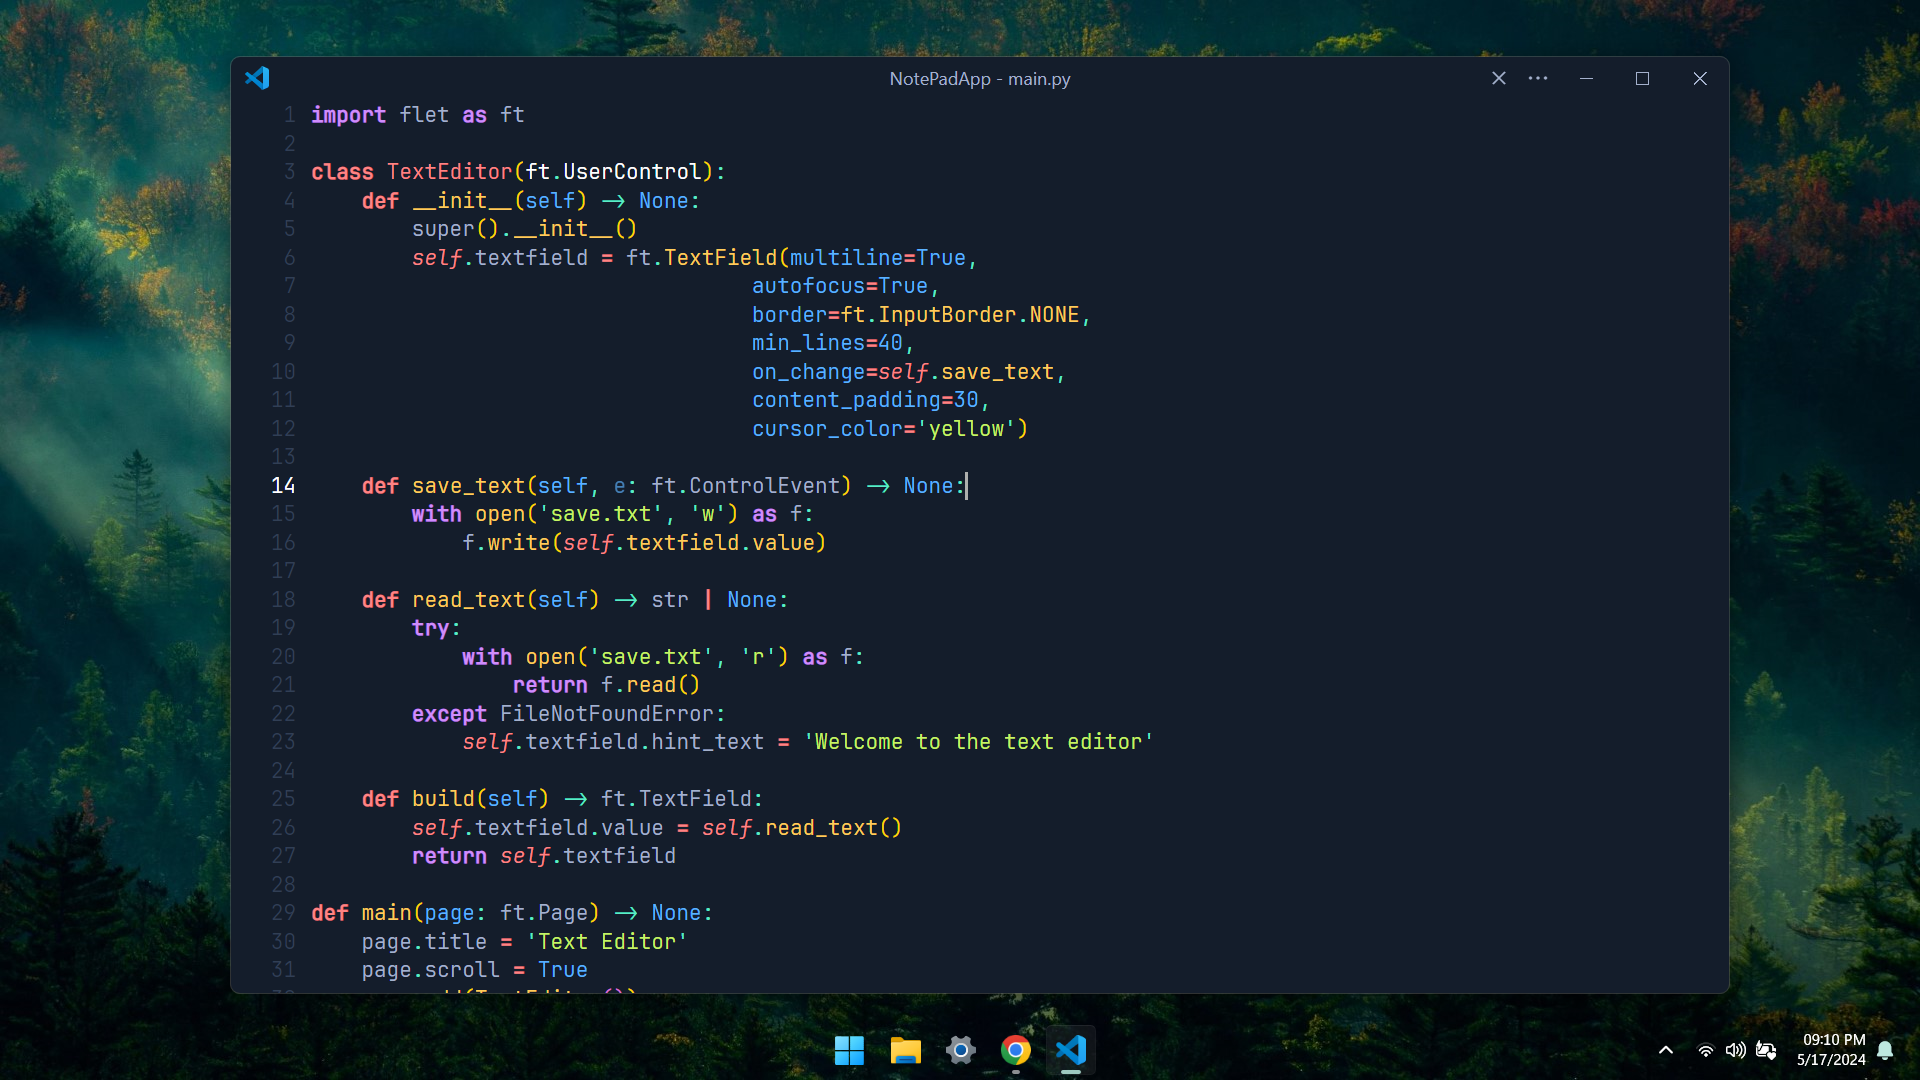 NotePadApp - main.py
1 import flet as ft
2
3 class TextEditor(ft.UserControl):
4     def __init__(self) -> None:
5         super().__init__()
6         self.textfield = ft.TextField(multiline=True,
7                                    autofocus=True,
8                                    border=ft.InputBorder.NONE,
9                                    min_lines=40,
10                                   on_change=self.save_text,
11                                   content_padding=30,
12                                   cursor_color='yellow')
13
14     def save_text(self, e: ft.ControlEvent) -> None:
15         with open('save.txt', 'w') as f:
16             f.write(self.textfield.value)
17
18     def read_text(self) -> str | None:
19         try:
20             with open('save.txt', 'r') as f:
21                 return f.read()
22         except FileNotFoundError:
23             self.textfield.hint_text = 'Welcome to the text editor'
24
25     def build(self) -> ft.TextField:
26         self.textfield.value = self.read_text()
27         return self.textfield
28
29 def main(page: ft.Page) -> None:
30     page.title = 'Text Editor'
31     page.scroll = True
09:10 PM
5/17/2024